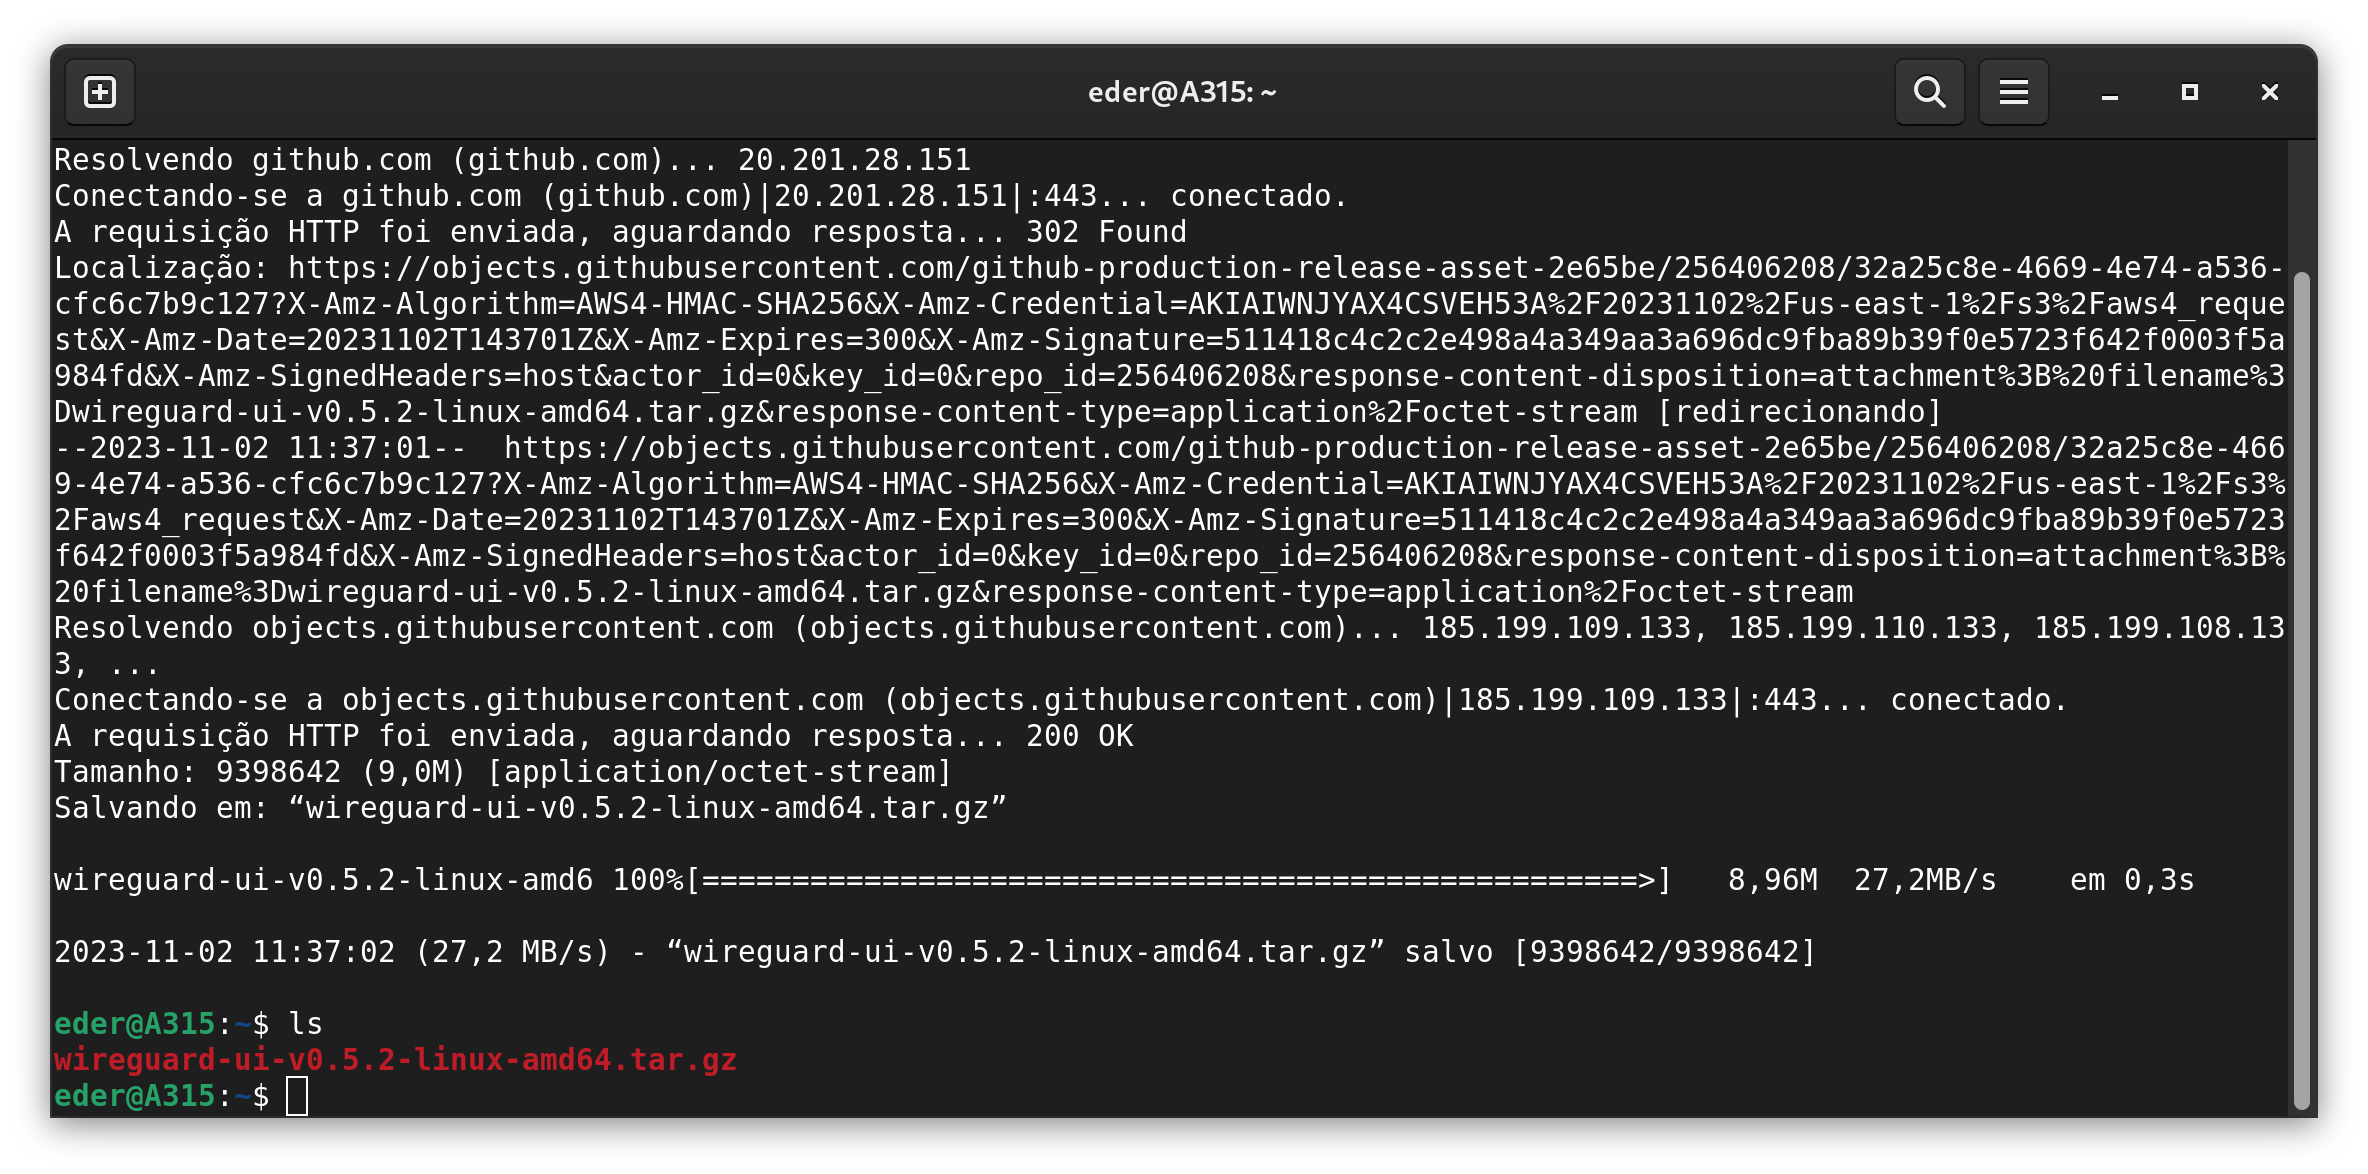 eder@A315: ~
Resolvendo github.com (github.com)... 20.201.28.151
Conectando-se a github.com (github.com)|20.201.28.151|:443... conectado.
A requisição HTTP foi enviada, aguardando resposta... 302 Found
Localização: https://objects.githubusercontent.com/github-production-release-asset-2e65be/256406208/32a25c8e-4669-4e74-a536-
cfc6c7b9c127?X-Amz-Algorithm=AWS4-HMAC-SHA256&X-Amz-Credential=AKIAIWNJYAX4CSVEH53A%2F20231102%2Fus-east-1%2Fs3%2Faws4_reque
st&X-Amz-Date=20231102T143701Z&X-Amz-Expires=300&X-Amz-Signature=511418c4c2c2e498a4a349aa3a696dc9fba89b39f0e5723f642f0003f5a
984fd&X-Amz-SignedHeaders=host&actor_id=0&key_id=0&repo_id=256406208&response-content-disposition=attachment%3B%20filename%3
Dwireguard-ui-v0.5.2-linux-amd64.tar.gz&response-content-type=application%2Foctet-stream [redirecionando]
--2023-11-02 11:37:01--  https://objects.githubusercontent.com/github-production-release-asset-2e65be/256406208/32a25c8e-466
9-4e74-a536-cfc6c7b9c127?X-Amz-Algorithm=AWS4-HMAC-SHA256&X-Amz-Credential=AKIAIWNJYAX4CSVEH53A%2F20231102%2Fus-east-1%2Fs3%
2Faws4_request&X-Amz-Date=20231102T143701Z&X-Amz-Expires=300&X-Amz-Signature=511418c4c2c2e498a4a349aa3a696dc9fba89b39f0e5723
f642f0003f5a984fd&X-Amz-SignedHeaders=host&actor_id=0&key_id=0&repo_id=256406208&response-content-disposition=attachment%3B%
20filename%3Dwireguard-ui-v0.5.2-linux-amd64.tar.gz&response-content-type=application%2Foctet-stream
Resolvendo objects.githubusercontent.com (objects.githubusercontent.com)... 185.199.109.133, 185.199.110.133, 185.199.108.13
3, ...
Conectando-se a objects.githubusercontent.com (objects.githubusercontent.com)|185.199.109.133|:443... conectado.
A requisição HTTP foi enviada, aguardando resposta... 200 OK
Tamanho: 9398642 (9,0M) [application/octet-stream]
Salvando em: “wireguard-ui-v0.5.2-linux-amd64.tar.gz”
wireguard-ui-v0.5.2-linux-amd6 100%[====================================================>]   8,96M  27,2MB/s    em 0,3s
2023-11-02 11:37:02 (27,2 MB/s) - “wireguard-ui-v0.5.2-linux-amd64.tar.gz” salvo [9398642/9398642]
eder@A315:~$ ls
wireguard-ui-v0.5.2-linux-amd64.tar.gz
eder@A315:~$